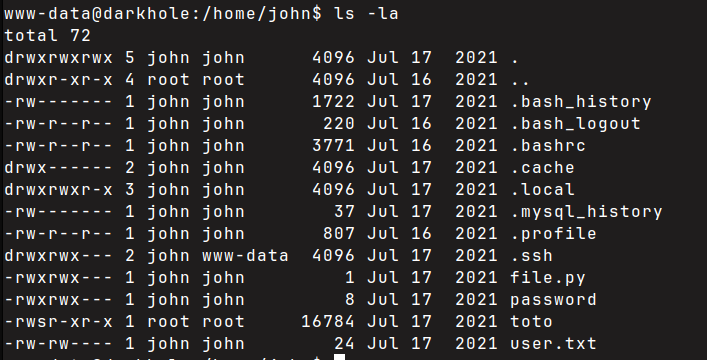 www-data@darkhole:/home/john$ ls -la
total 72
drwxrwxrwx 5 john john      4096 Jul 17  2021 .
drwxr-xr-x 4 root root      4096 Jul 16  2021 ..
-rw------- 1 john john      1722 Jul 17  2021 .bash_history
-rw-r--r-- 1 john john       220 Jul 16  2021 .bash_logout
-rw-r--r-- 1 john john      3771 Jul 16  2021 .bashrc
drwx------ 2 john john      4096 Jul 17  2021 .cache
drwxrwxr-x 3 john john      4096 Jul 17  2021 .local
-rw------- 1 john john        37 Jul 17  2021 .mysql_history
-rw-r--r-- 1 john john       807 Jul 16  2021 .profile
drwxrwx--- 2 john www-data  4096 Jul 17  2021 .ssh
-rwxrwx--- 1 john john         1 Jul 17  2021 file.py
-rwxrwx--- 1 john john         8 Jul 17  2021 password
-rwsr-xr-x 1 root root     16784 Jul 17  2021 toto
-rw-rw---- 1 john john        24 Jul 17  2021 user.txt